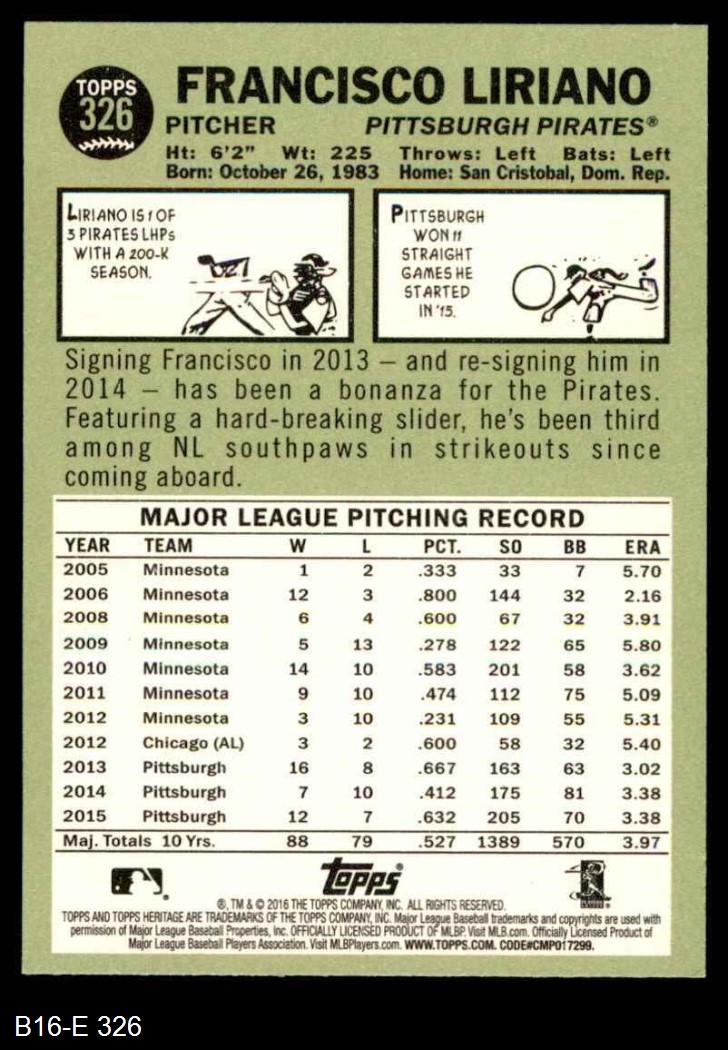 TOPPS
326
FRANCISCO LIRIANO
PITCHER PITTSBURGH PIRATES®
Ht: 6'2" Wt: 225 Throws: Left Bats: Left
Born: October 26, 1983 Home: San Cristobal, Dom. Rep.
LIRIANO IS 1 OF
3 PIRATES LHPs
WITH A 200-K
SEASON.
PITTSBURGH
WON 11
STRAIGHT
GAMES HE
STARTED
IN '15.
Signing Francisco in 2013 – and re-signing him in
2014 – has been a bonanza for the Pirates.
Featuring a hard-breaking slider, he's been third
among NL southpaws in strikeouts since
coming aboard.
MAJOR LEAGUE PITCHING RECORD
YEAR TEAM W L PCT. SO BB ERA
2005 Minnesota 1 2 .333 33 7 5.70
2006 Minnesota 12 3 .800 144 32 2.16
2008 Minnesota 6 4 .600 67 32 3.91
2009 Minnesota 5 13 .278 122 65 5.80
2010 Minnesota 14 10 .583 201 58 3.62
2011 Minnesota 9 10 .474 112 75 5.09
2012 Minnesota 3 10 .231 109 55 5.31
2012 Chicago (AL) 3 2 .600 58 32 5.40
2013 Pittsburgh 16 8 .667 163 63 3.02
2014 Pittsburgh 7 10 .412 175 81 3.38
2015 Pittsburgh 12 7 .632 205 70 3.38
Maj. Totals 10 Yrs. 88 79 .527 1389 570 3.97
Topps®
®, TM & © 2016 THE TOPPS COMPANY, INC. ALL RIGHTS RESERVED.
TOPPS AND TOPPS HERITAGE ARE TRADEMARKS OF THE TOPPS COMPANY, INC. Major League Baseball trademarks and copyrights are used with
permission of Major League Baseball Properties, Inc. OFFICIALLY LICENSED PRODUCT OF MLBP. Visit MLB.com. Officially Licensed Product of
Major League Baseball Players Association. Visit MLBPlayers.com. WWW.TOPPS.COM. CODE#CMP017299.
B16-E 326